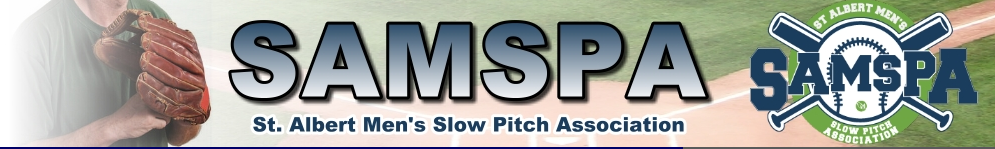 SAMSPA
St. Albert Men's Slow Pitch Association
ST ALBERT MEN'S
SAMSPA
SLOW PITCH
ASSOCIATION